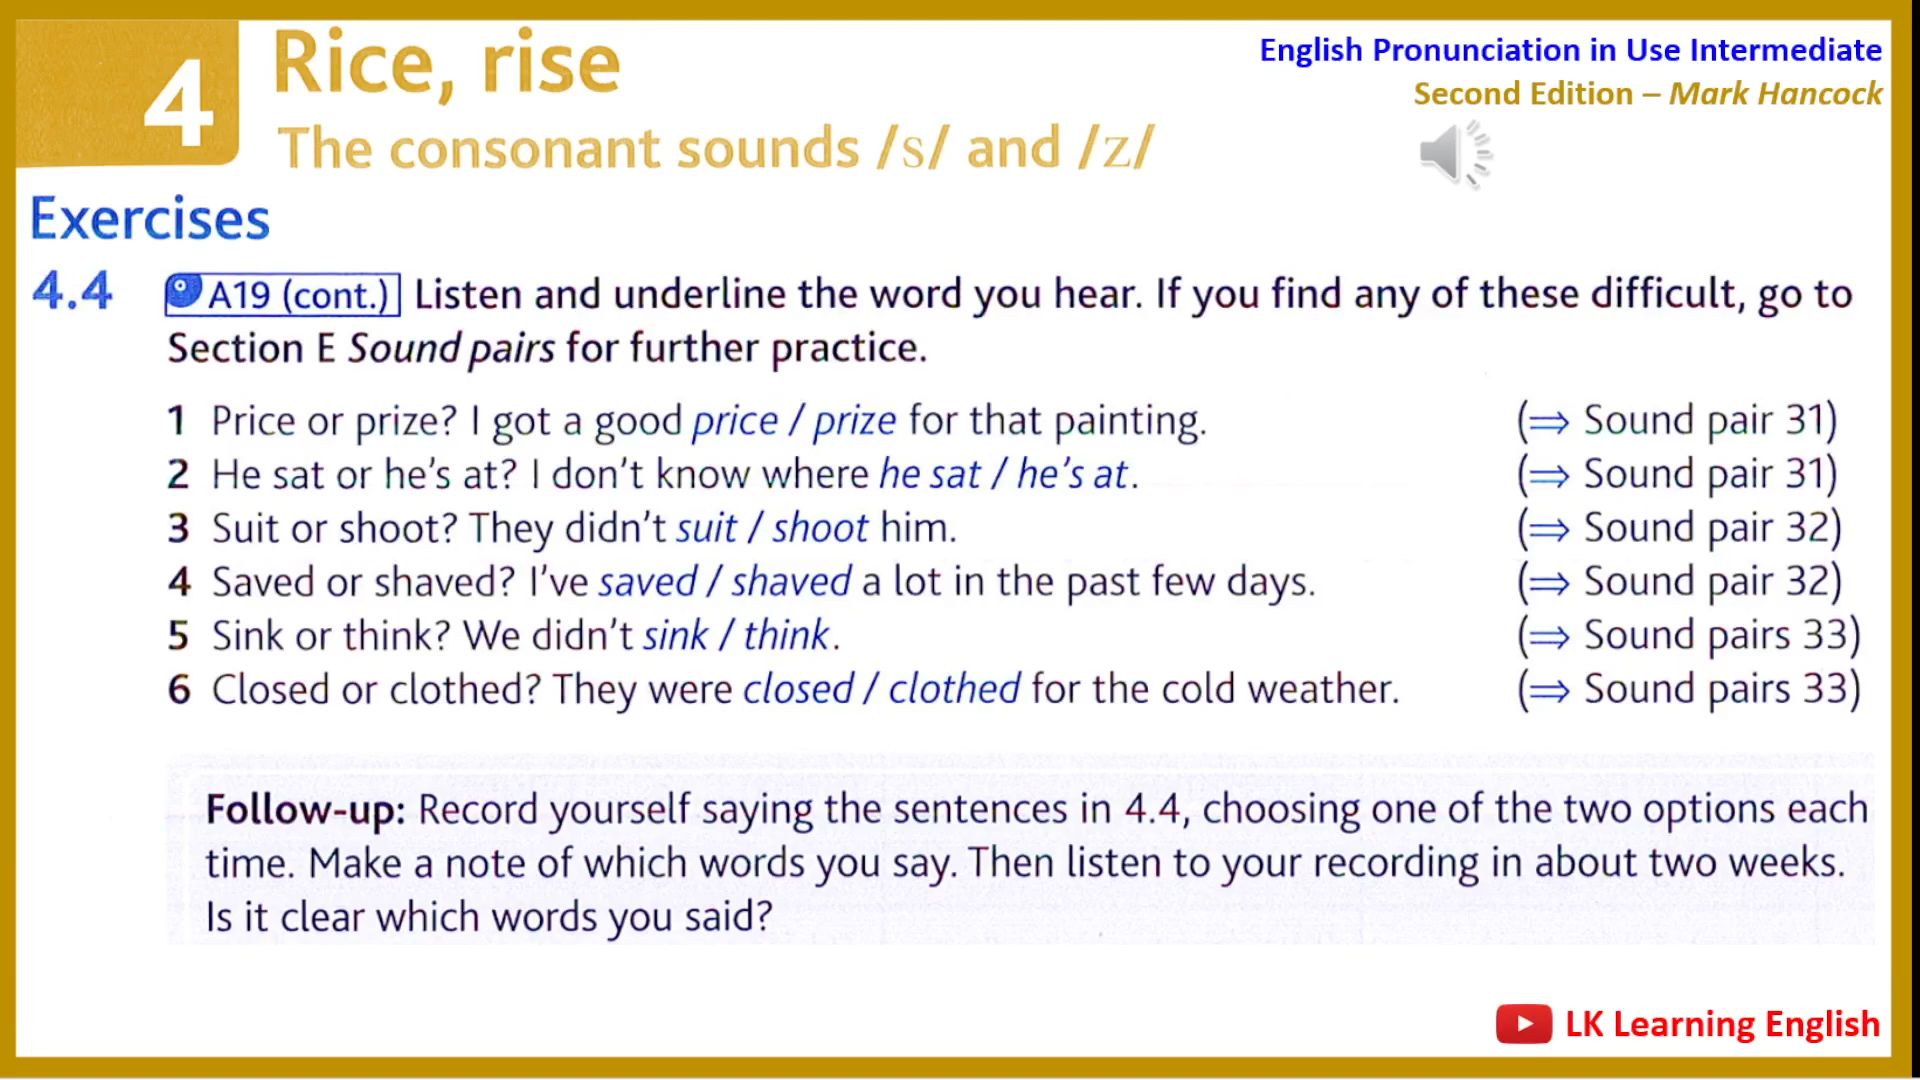 4
Rice, rise
The consonant sounds /s/ and /z/
English Pronunciation in Use Intermediate
Second Edition – Mark Hancock
Exercises
4.4 A19 (cont.) Listen and underline the word you hear. If you find any of these difficult, go to
Section E Sound pairs for further practice.
1 Price or prize? I got a good price / prize for that painting. (⇒ Sound pair 31)
2 He sat or he's at? I don't know where he sat / he's at. (⇒ Sound pair 31)
3 Suit or shoot? They didn't suit / shoot him. (⇒ Sound pair 32)
4 Saved or shaved? I've saved / shaved a lot in the past few days. (⇒ Sound pair 32)
5 Sink or think? We didn't sink / think. (⇒ Sound pairs 33)
6 Closed or clothed? They were closed / clothed for the cold weather. (⇒ Sound pairs 33)
Follow-up: Record yourself saying the sentences in 4.4, choosing one of the two options each
time. Make a note of which words you say. Then listen to your recording in about two weeks.
Is it clear which words you said?
LK Learning English